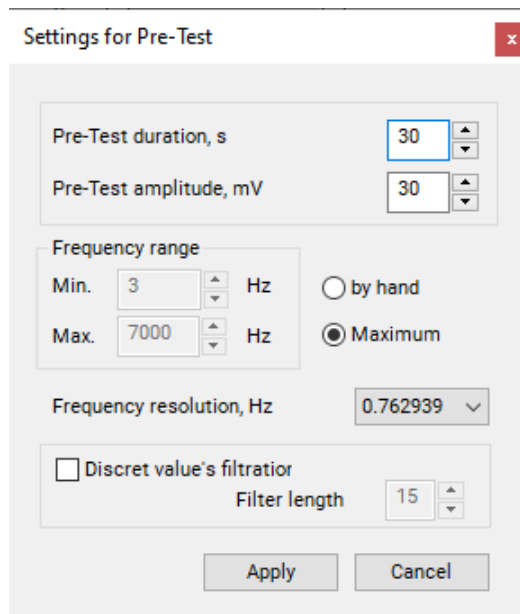 Settings for Pre-Test
x
Pre-Test duration, s 30
Pre-Test amplitude, mV 30
Frequency range
Min. 3 Hz
by hand
Max. 7000 Hz
Maximum
Frequency resolution, Hz 0.762939
Discret value's filtratior
Filter length 15
Apply Cancel